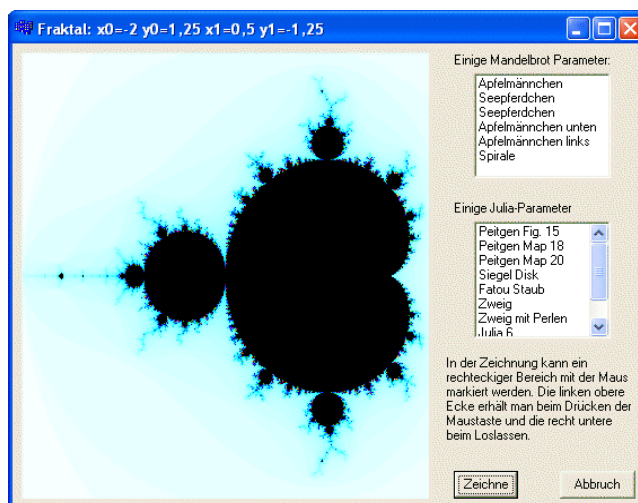 Fraktal: x0=-2 y0=1,25 x1=0,5 y1=-1,25
Einige Mandelbrot Parameter:
Apfelmännchen
Seepferdchen
Seepferdchen
Apfelmännchen unten
Apfelmännchen links
Spirale
Einige Julia-Parameter
Peitgen Fig. 15
Peitgen Map 18
Peitgen Map 20
Siegel Disk
Fatou Staub
Zweig
Zweig mit Perlen
Julia 6
In der Zeichnung kann ein
rechteckiger Bereich mit der Maus
markiert werden. Die linken obere
Ecke erhält man beim Drücken der
Maustaste und die recht untere
beim Loslassen.
Zeichne
Abbruch